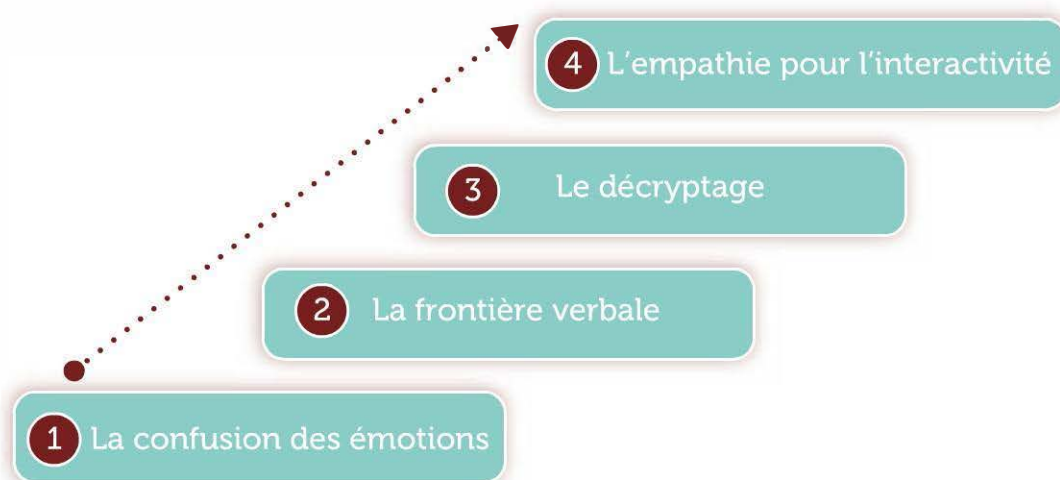 4 L'empathie pour l'interactivité
3 Le décryptage
2 La frontière verbale
1 La confusion des émotions